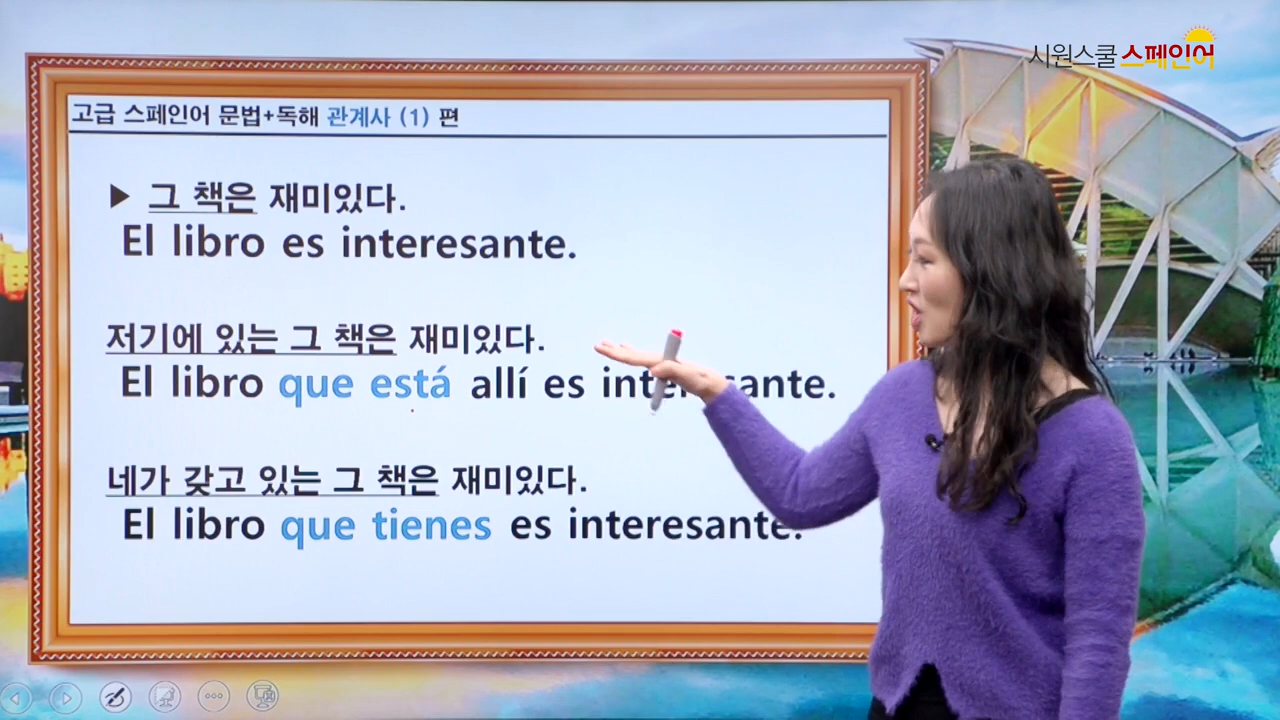 시원스쿨 스페인어
고급 스페인어 문법+독해 관계사 (1) 편
▶ 그 책은 재미있다.
El libro es interesante.
저기에 있는 그 책은 재미있다.
El libro que está allí es interesante.
네가 갖고 있는 그 책은 재미있다.
El libro que tienes es interesante.